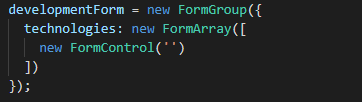 developmentForm = new FormGroup({
  technologies: new FormArray([
    new FormControl('')
  ])
});